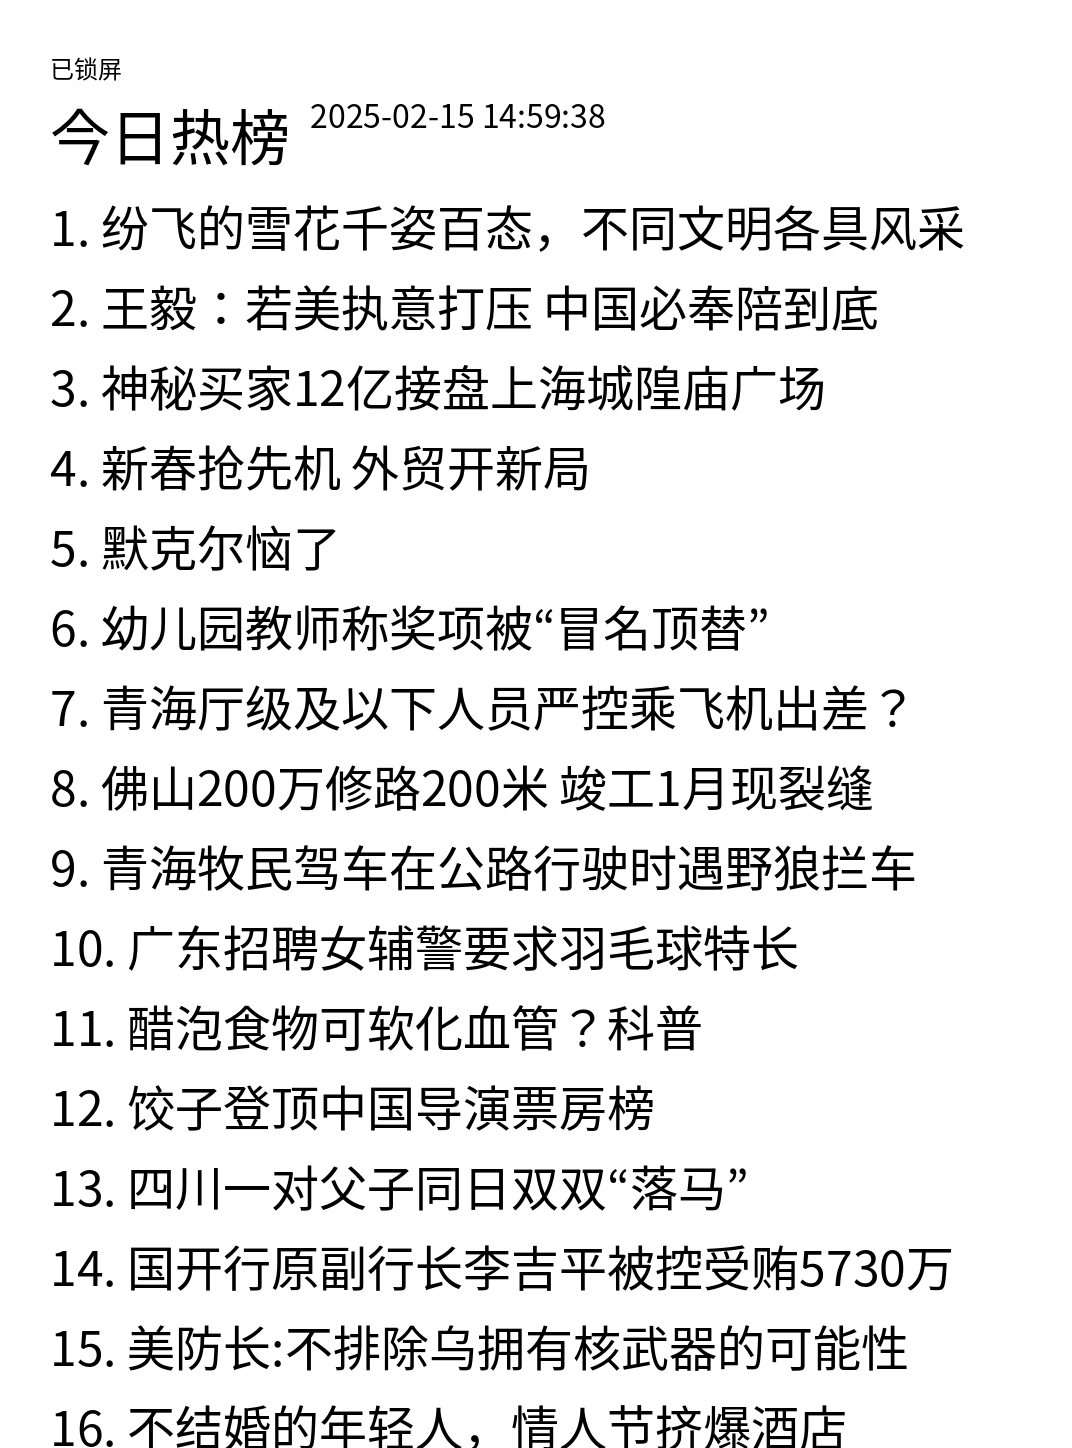 已锁屏
今日热榜 2025-02-15 14:59:38
1. 纷飞的雪花千姿百态，不同文明各具风采
2. 王毅：若美执意打压 中国必奉陪到底
3. 神秘买家12亿接盘上海城隍庙广场
4. 新春抢先机 外贸开新局
5. 默克尔恼了
6. 幼儿园教师称奖项被“冒名顶替”
7. 青海厅级及以下人员严控乘飞机出差？
8. 佛山200万修路200米 竣工1月现裂缝
9. 青海牧民驾车在公路行驶时遇野狼拦车
10. 广东招聘女辅警要求羽毛球特长
11. 醋泡食物可软化血管？科普
12. 饺子登顶中国导演票房榜
13. 四川一对父子同日双双“落马”
14. 国开行原副行长李吉平被控受贿5730万
15. 美防长:不排除乌拥有核武器的可能性
16. 不结婚的年轻人，情人节挤爆酒店